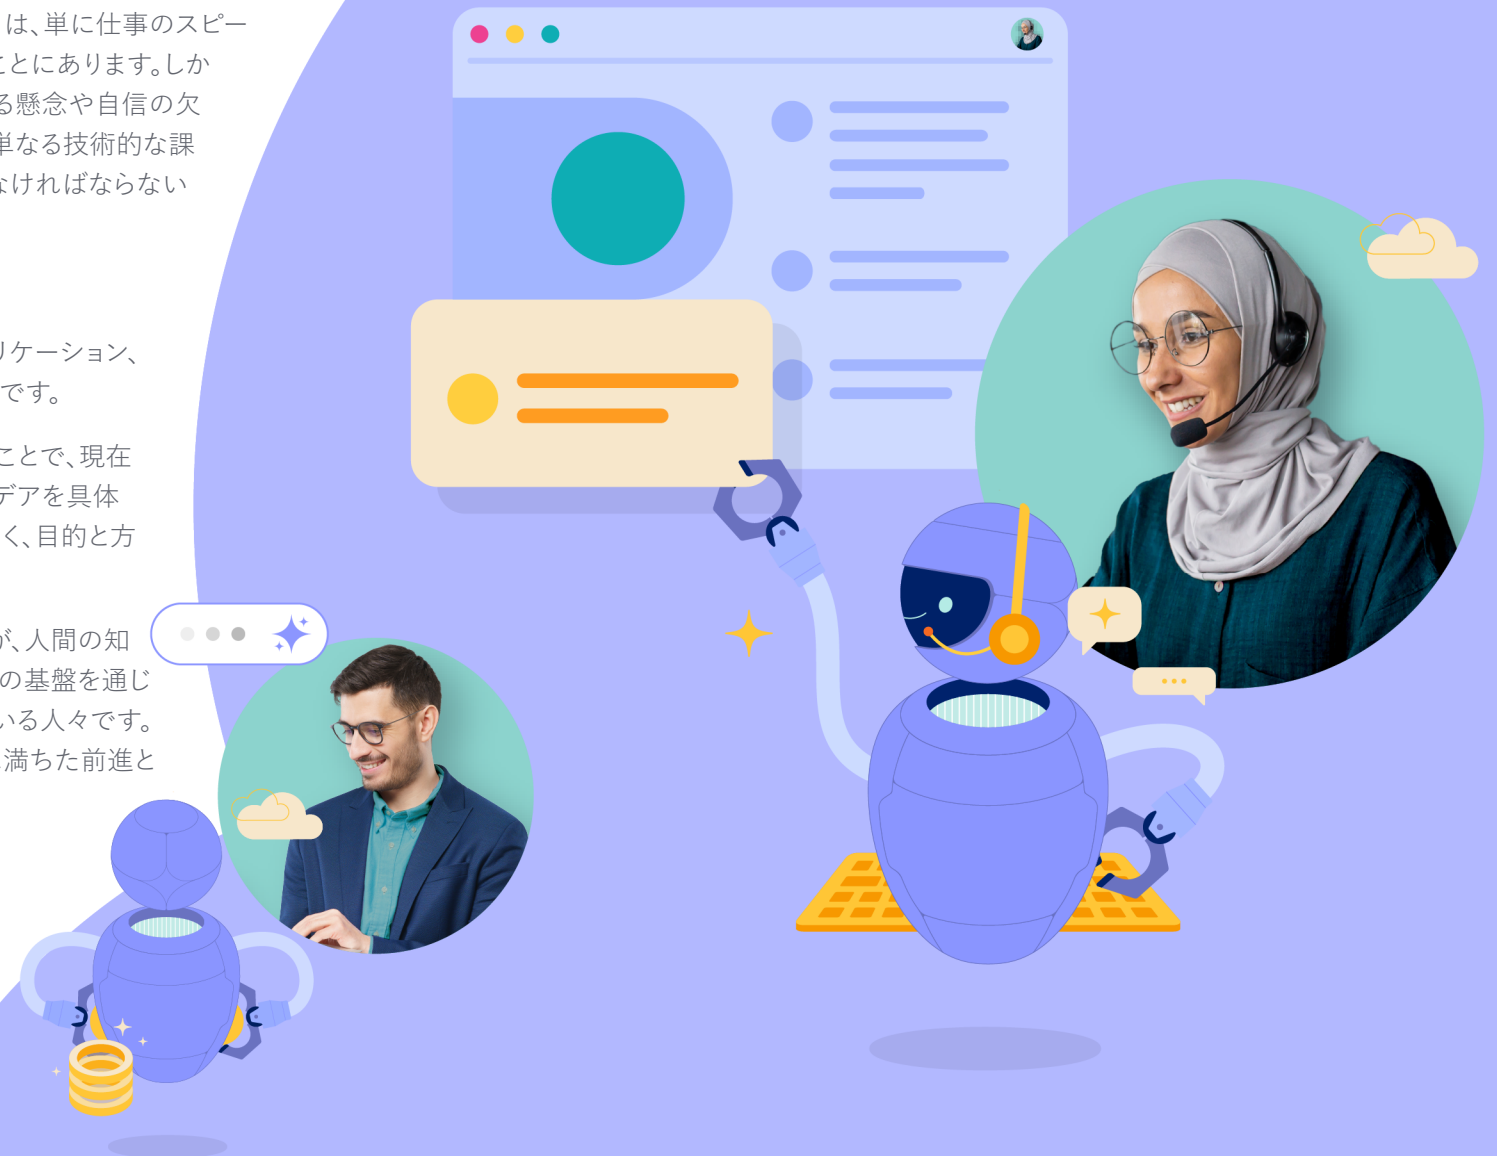 は、単に仕事のスピー
ことにあります。しか
る懸念や自信の欠
単なる技術的な課
なければならない
リケーション、
です。
ことで、現在
デアを具体
く、目的と方
が、人間の知
の基盤を通じ
いる人々です。
満ちた前進と